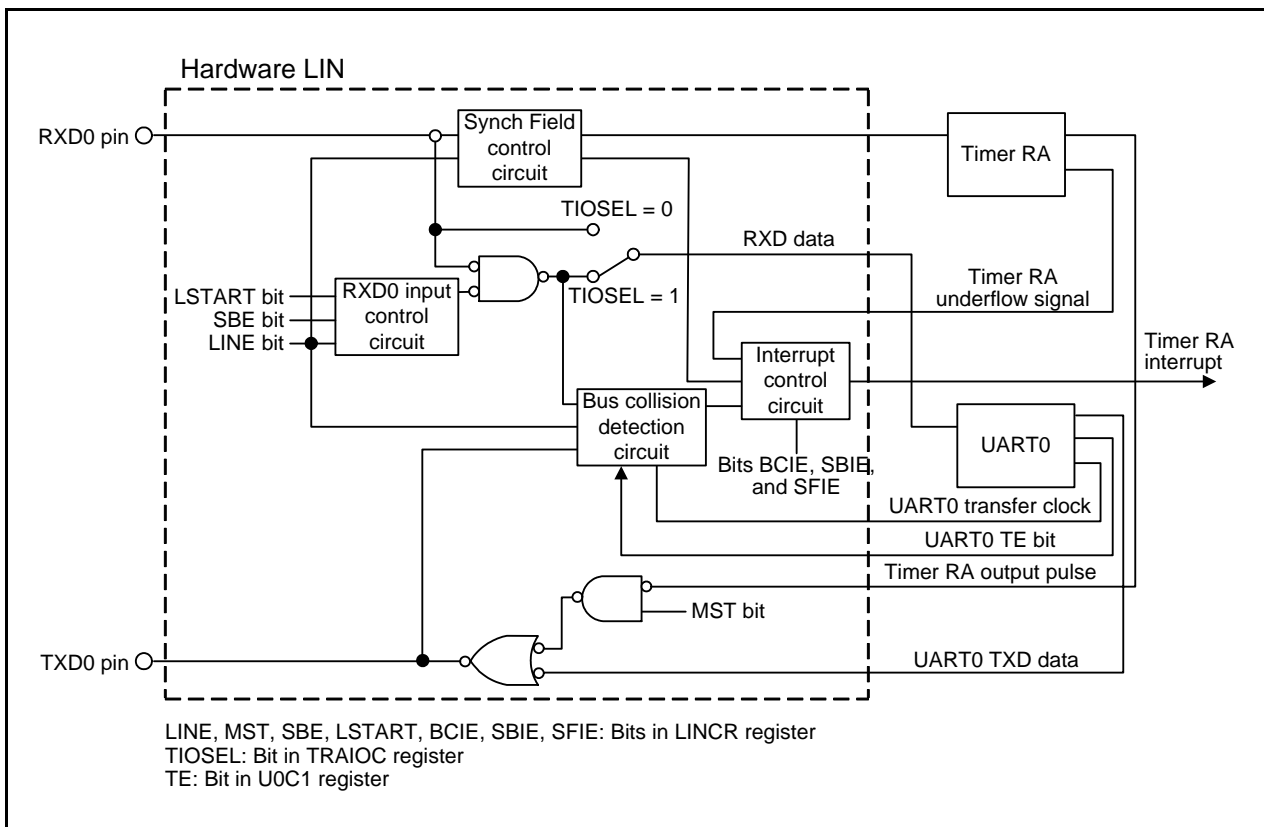 Hardware LIN
RXD0 pin
Synch Field
control
circuit
Timer RA
TIOSEL = 0
RXD data
TIOSEL = 1
LSTART bit
SBE bit
LINE bit
RXD0 input
control
circuit
Timer RA
underflow signal
Timer RA
interrupt
Interrupt
control
circuit
Bus collision
detection
circuit
Bits BCIE, SBIE,
and SFIE
UART0
UART0 transfer clock
UART0 TE bit
Timer RA output pulse
MST bit
TXD0 pin
UART0 TXD data
LINE, MST, SBE, LSTART, BCIE, SBIE, SFIE: Bits in LINCR register
TIOSEL: Bit in TRAIOC register
TE: Bit in U0C1 register